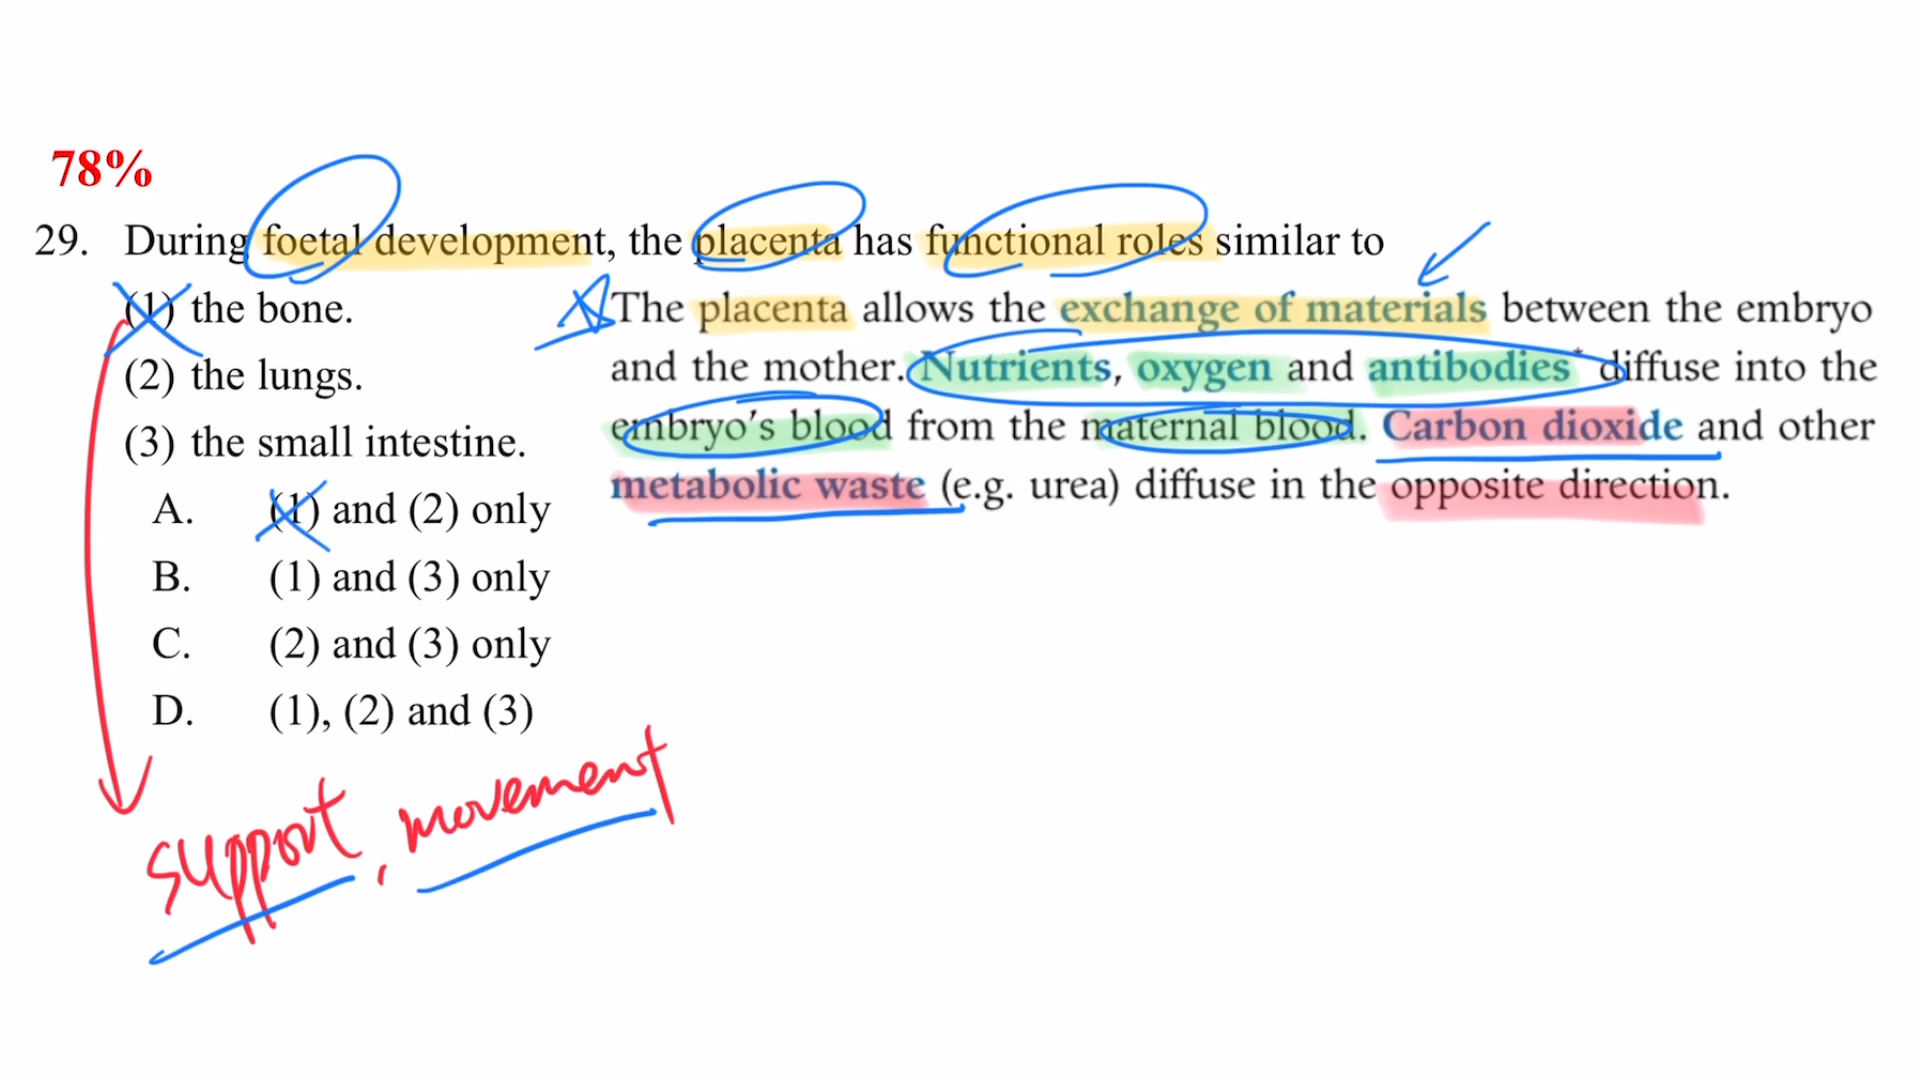 78%
29. During foetal development, the placenta has functional roles similar to
(1) the bone.
(2) the lungs.
(3) the small intestine.
A. (1) and (2) only
B. (1) and (3) only
C. (2) and (3) only
D. (1), (2) and (3)
The placenta allows the exchange of materials between the embryo
and the mother. Nutrients, oxygen and antibodies* diffuse into the
embryo's blood from the maternal blood. Carbon dioxide and other
metabolic waste (e.g. urea) diffuse in the opposite direction.
support, movement